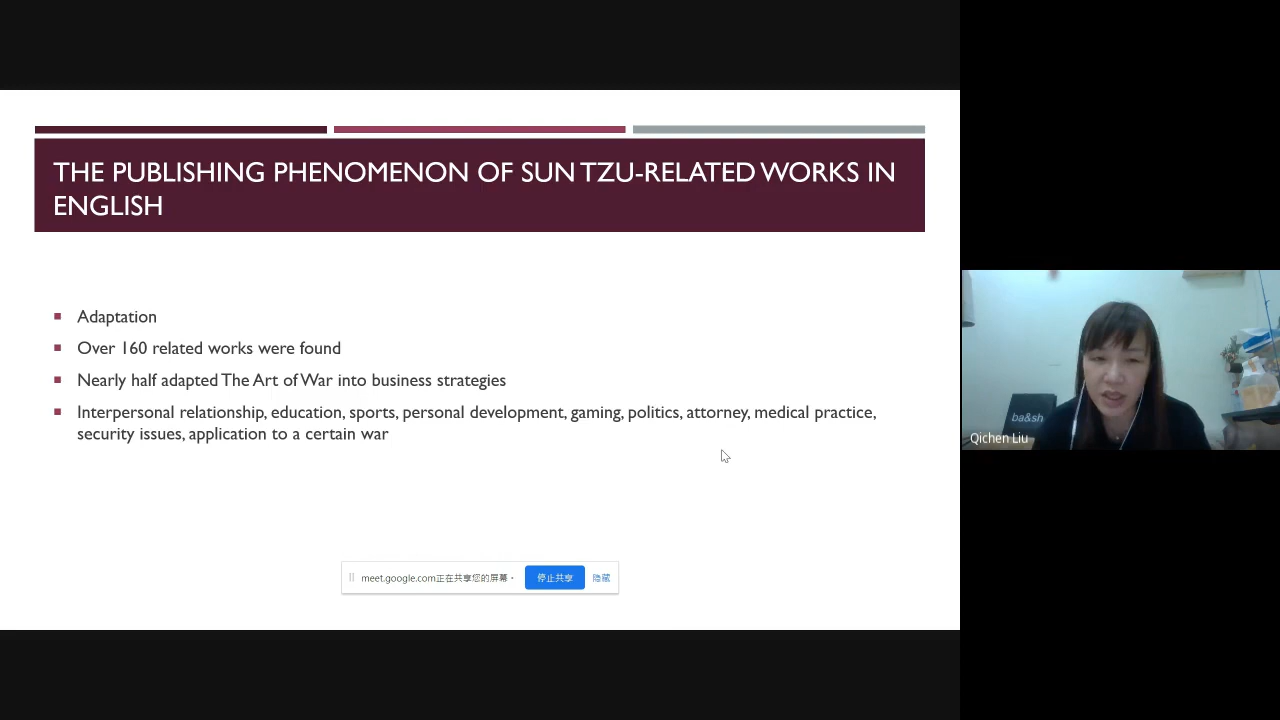 THE PUBLISHING PHENOMENON OF SUN TZU-RELATED WORKS IN
ENGLISH
Adaptation
Over 160 related works were found
Nearly half adapted The Art of War into business strategies
Interpersonal relationship, education, sports, personal development, gaming, politics, attorney, medical practice,
security issues, application to a certain war
meet.google.com正在共享您的屏幕。
停止共享
隐藏
ba&sh
Qichen Liu